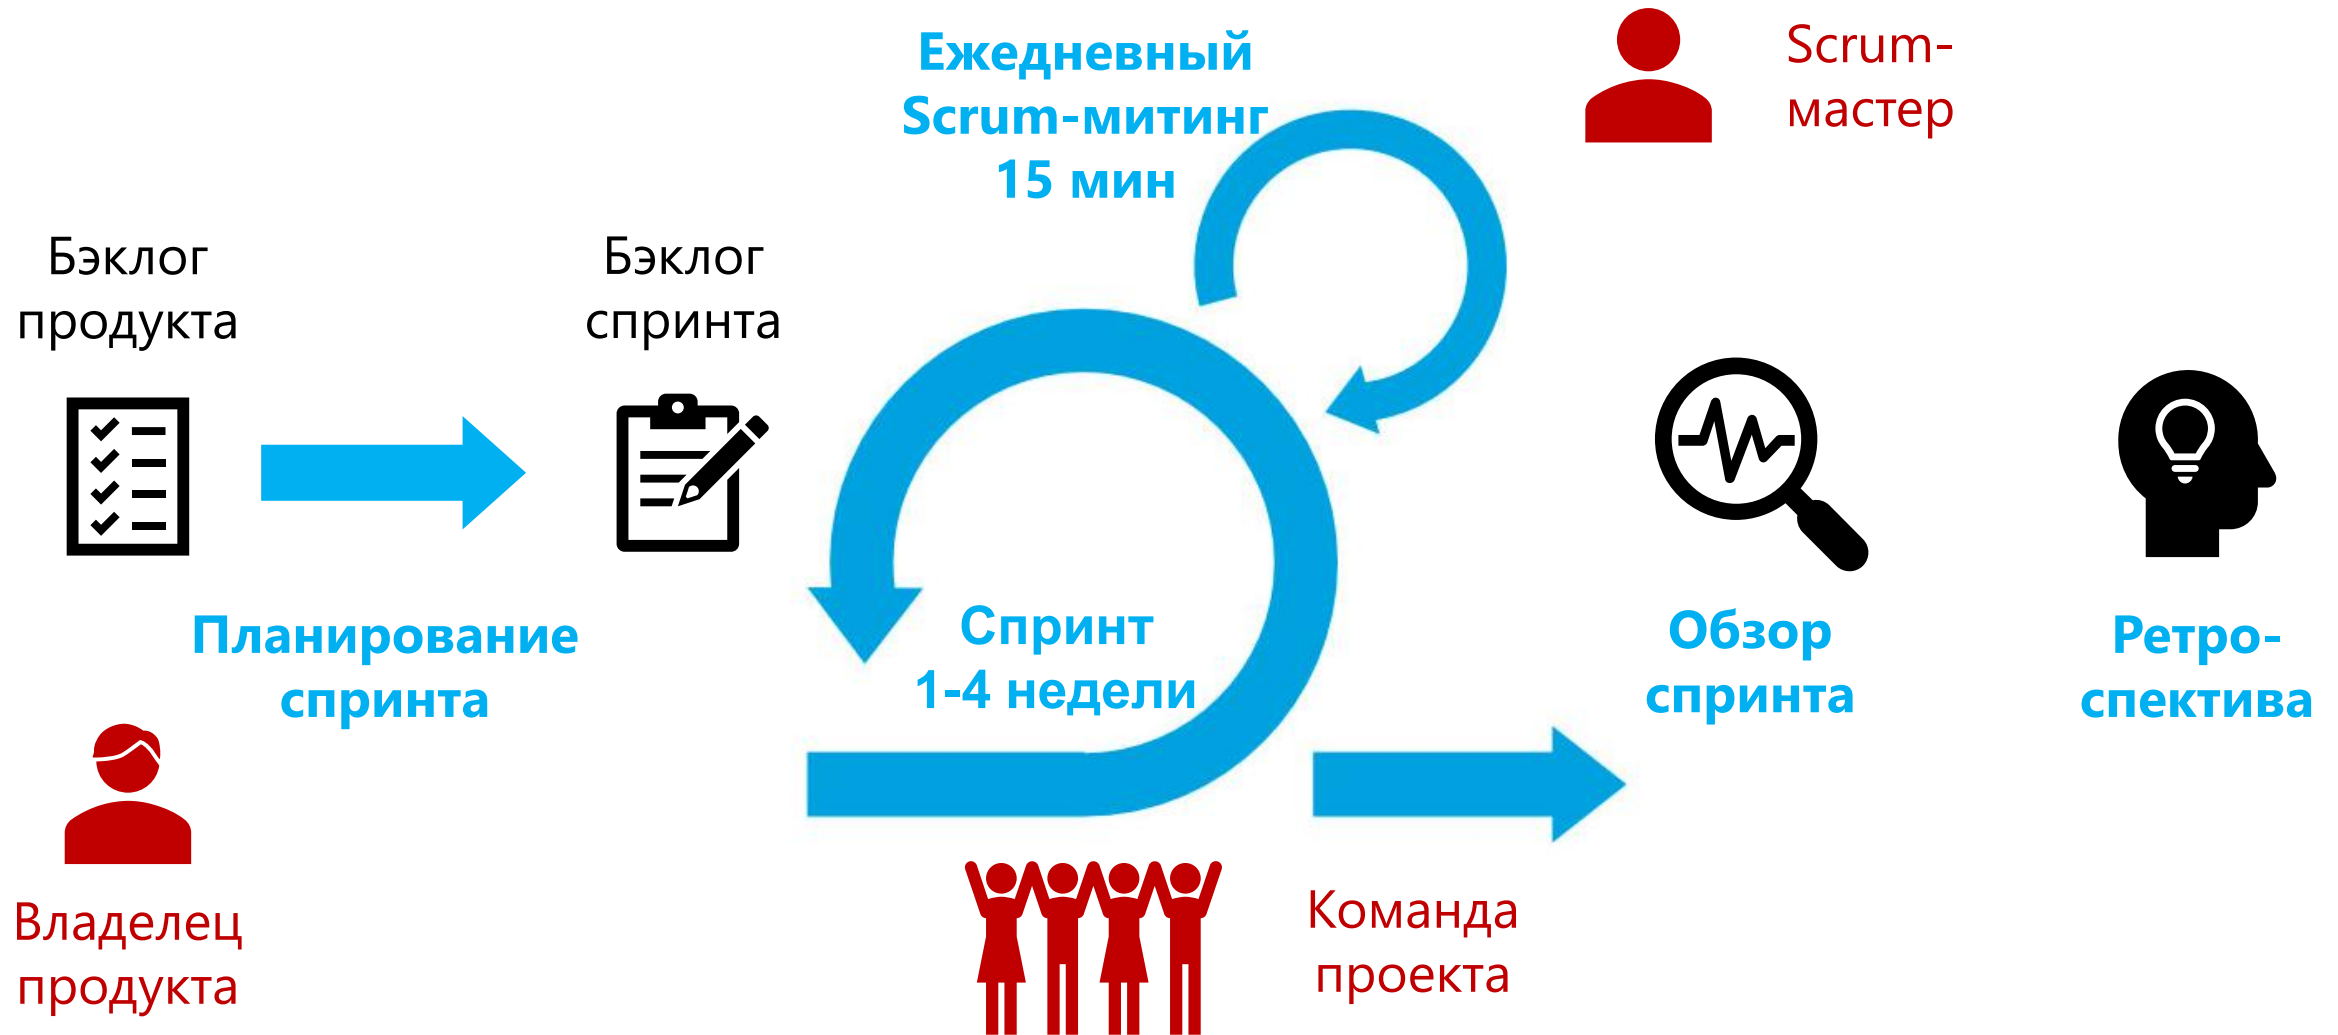 Ежедневный
Scrum-митинг
15 мин
Scrum-
мастер
Бэклог
продукта
Бэклог
спринта
Планирование
спринта
Спринт
1-4 недели
Обзор
спринта
Ретро-
спектива
Владелец
продукта
Команда
проекта